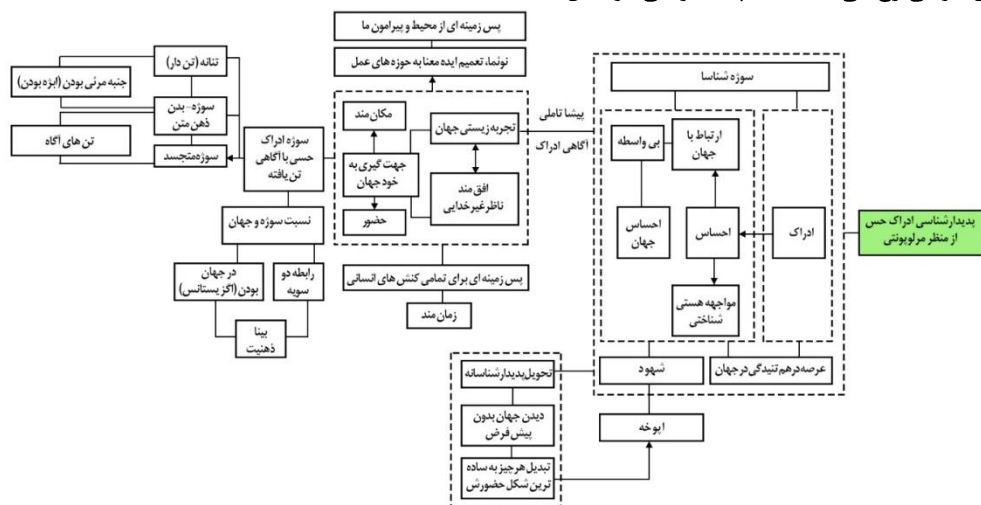 پدیدارشناسی ادراک حس
از منظر مرلوپونتی
سوژه شناسا
ادراک
ارتباط با
جهان
بی واسطه
احساس
احساس
جهان
مواجهه هستی
شناختی
عرصه درهم تنیدگی در جهان
شهود
اپوخه
تحویل پدیدارشناسانه
دیدن جهان بدون
پیش فرض
تبدیل هرچیز به ساده
ترین شکل حضورش
پیشا تاملی
آگاهی ادراک
پس زمینه ای از محیط و پیرامون ما
نوئما، تعمیم ایده معنا به حوزه های عمل
تجربه زیستی جهان
افق مند
ناظر غیرخدایی
مکان مند
جهت گیری به
خود جهان
حضور
پس زمینه ای برای تمامی کنش های انسانی
زمان مند
سوژه ادراک
حسی با آگاهی
تن یافته
تنانه (تن دار)
سوژه - بدن
ذهن متن
سوژه متجسد
جنبه مرئی بودن (ابژه بودن)
تن های آگاه
نسبت سوژه و جهان
رابطه دو
سویه
در جهان
بودن (اگزیستانس)
بینا
ذهنیت